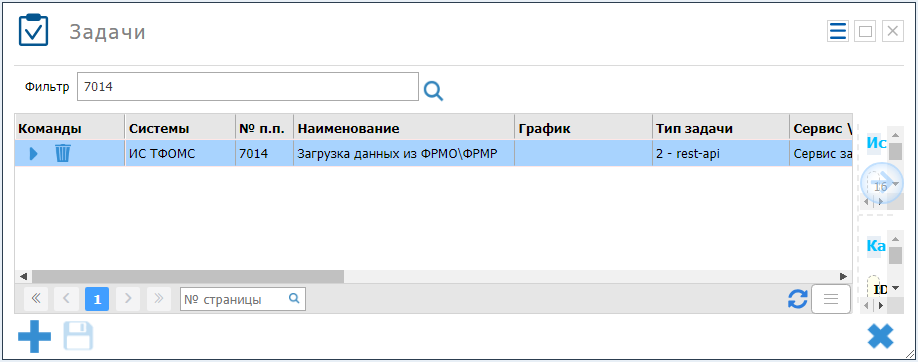 Задачи
Фильтр 7014
Команды Системы № п.п. Наименование График Тип задачи Сервис \
ИС ТФОМС 7014 Загрузка данных из ФРМО\ФРМР 2 - rest-api Сервис за
Ис
16
Ка
ID
1 № страницы